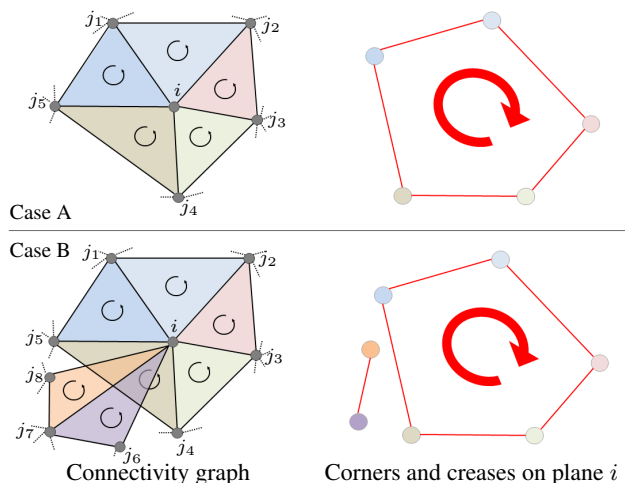 j₁
j₂
i
j₅
j₃
j₄
Case A
Case B
j₁
j₂
i
j₅
j₃
j₈
j₇
j₆
j₄
Connectivity graph
Corners and creases on plane i